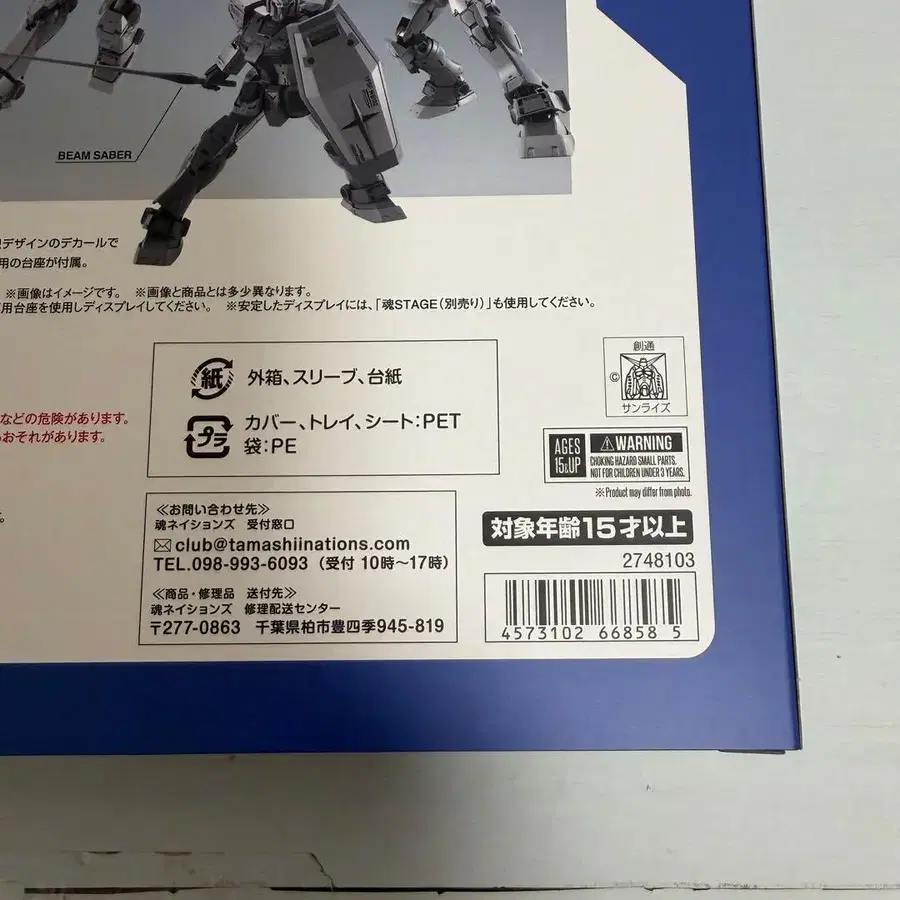 BEAM SABER
デザインのデカールで
用の台座が付属。
※画像はイメージです。 ※画像と商品とは多少異なります。
用台座を使用しディスプレイしてください。 ※安定したディスプレイには、「魂STAGE(別売り)」も使用してください。
などの危険があります。
おそれがあります。
紙 外箱、スリーブ、台紙
プラ カバー、トレイ、シート:PET
袋:PE
創通
©
サンライズ
AGES
15&UP
WARNING
CHOKING HAZARD SMALL PARTS.
NOT FOR CHILDREN UNDER 3 YEARS.
※Product may differ from photo.
対象年齢15才以上
2748103
4573102 66858 5
≪お問い合わせ先≫
魂ネイションズ 受付窓口
club@tamashiinations.com
TEL.098-993-6093 (受付 10時〜17時)
≪商品・修理品 送付先≫
魂ネイションズ 修理配送センター
〒277-0863 千葉県柏市豊四季945-819